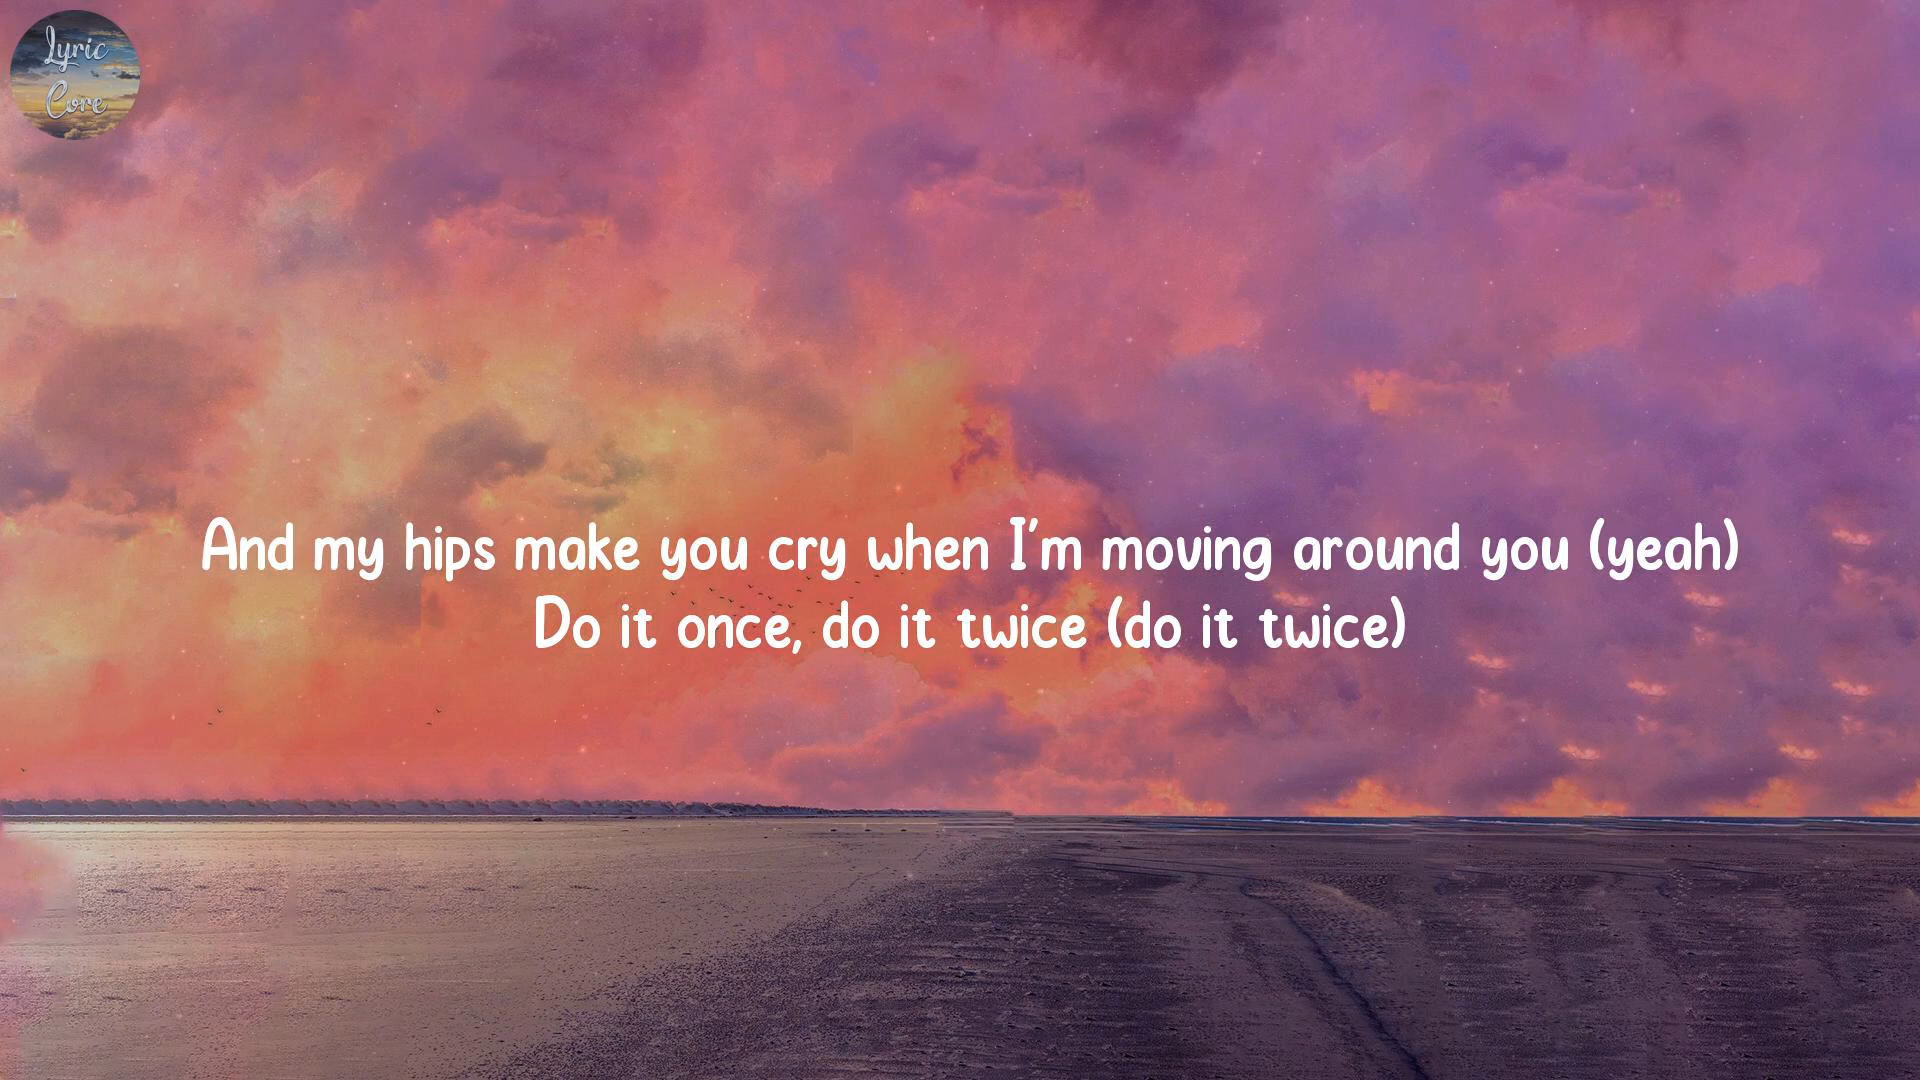 Lyric
Core
And my hips make you cry when I'm moving around you (yeah)
Do it once, do it twice (do it twice)